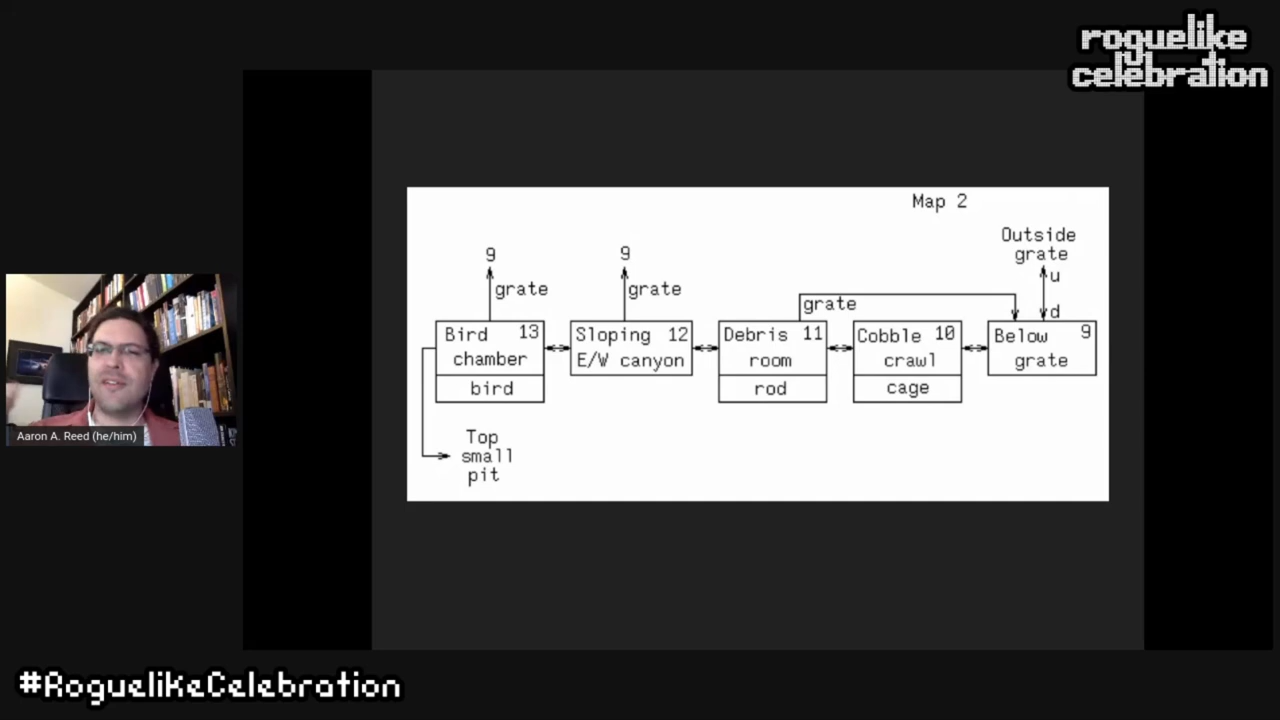 roguelike
celebration
Map 2
Outside
grate
u
d
9
grate
9
grate
grate
Bird 13
chamber
bird
Sloping 12
E/W canyon
Debris 11
room
rod
Cobble 10
crawl
cage
Below 9
grate
Top
small
pit
Aaron A. Reed (he/him)
#RoguelikeCelebration